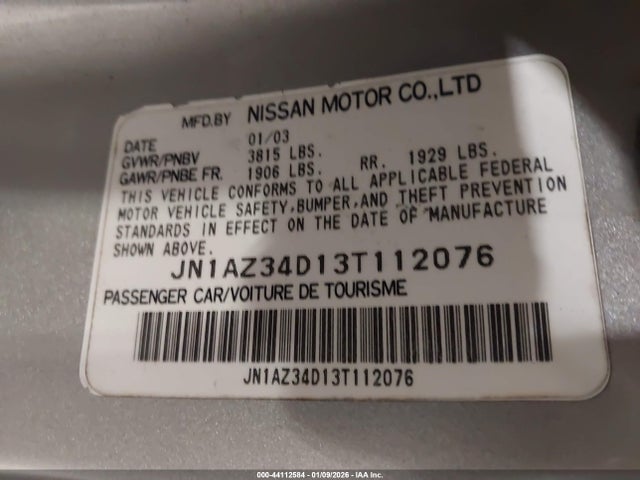 MFD.BY NISSAN MOTOR CO.,LTD
DATE 01/03
GVWR/PNBV 3815 LBS.
GAWR/PNBE FR. 1906 LBS. RR. 1929 LBS.
THIS VEHICLE CONFORMS TO ALL APPLICABLE FEDERAL
MOTOR VEHICLE SAFETY,BUMPER,AND THEFT PREVENTION
STANDARDS IN EFFECT ON THE DATE OF MANUFACTURE
SHOWN ABOVE.
JN1AZ34D13T112076
PASSENGER CAR/VOITURE DE TOURISME
JN1AZ34D13T112076
000-44112584 - 01/09/2026 - IAA Inc.